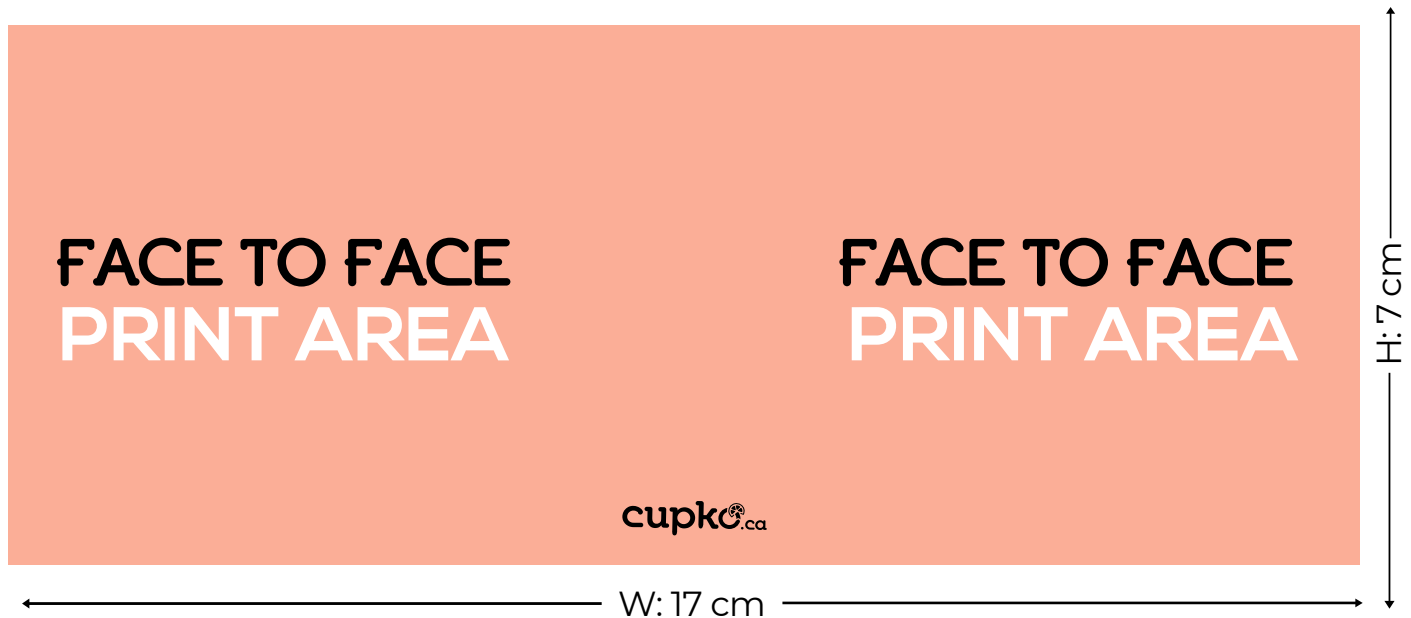 FACE TO FACE
PRINT AREA
FACE TO FACE
PRINT AREA
cupko.ca
W: 17 cm
H: 7 cm